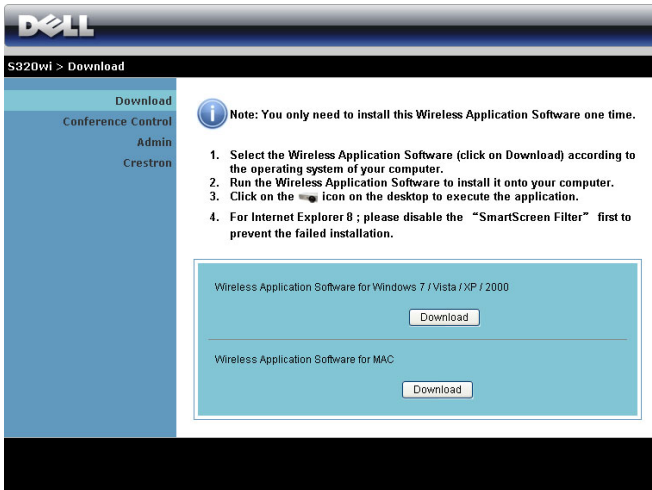 DELL
S320wi > Download
Download
Conference Control
Admin
Crestron
Note: You only need to install this Wireless Application Software one time.
1. Select the Wireless Application Software (click on Download) according to
the operating system of your computer.
2. Run the Wireless Application Software to install it onto your computer.
3. Click on the icon on the desktop to execute the application.
4. For Internet Explorer 8 ; please disable the “SmartScreen Filter” first to
prevent the failed installation.
Wireless Application Software for Windows 7 / Vista / XP / 2000
Download
Wireless Application Software for MAC
Download